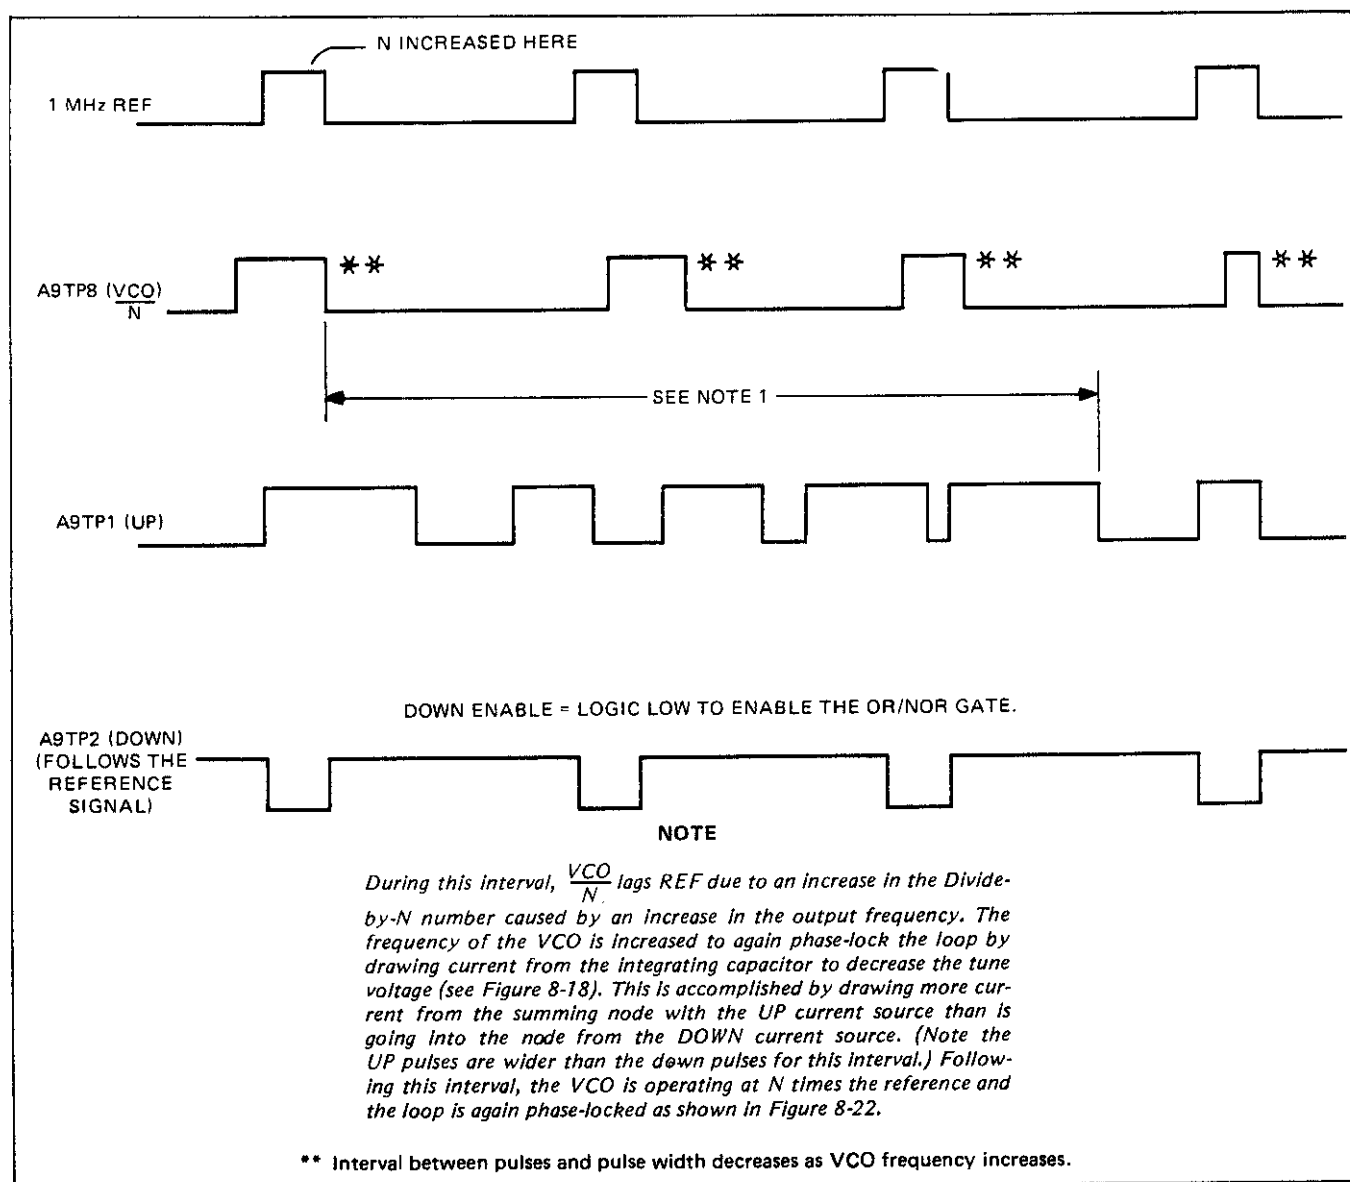 N INCREASED HERE
1 MHz REF
A9TP8 (VCO)
N
**
**
**
**
SEE NOTE 1
A9TP1 (UP)
DOWN ENABLE = LOGIC LOW TO ENABLE THE OR/NOR GATE.
A9TP2 (DOWN)
(FOLLOWS THE
REFERENCE
SIGNAL)
NOTE
During this interval, VCO/N lags REF due to an increase in the Divide-
by-N number caused by an increase in the output frequency. The
frequency of the VCO is increased to again phase-lock the loop by
drawing current from the integrating capacitor to decrease the tune
voltage (see Figure 8-18). This is accomplished by drawing more cur-
rent from the summing node with the UP current source than is
going into the node from the DOWN current source. (Note the
UP pulses are wider than the down pulses for this interval.) Follow-
ing this interval, the VCO is operating at N times the reference and
the loop is again phase-locked as shown in Figure 8-22.
** Interval between pulses and pulse width decreases as VCO frequency increases.